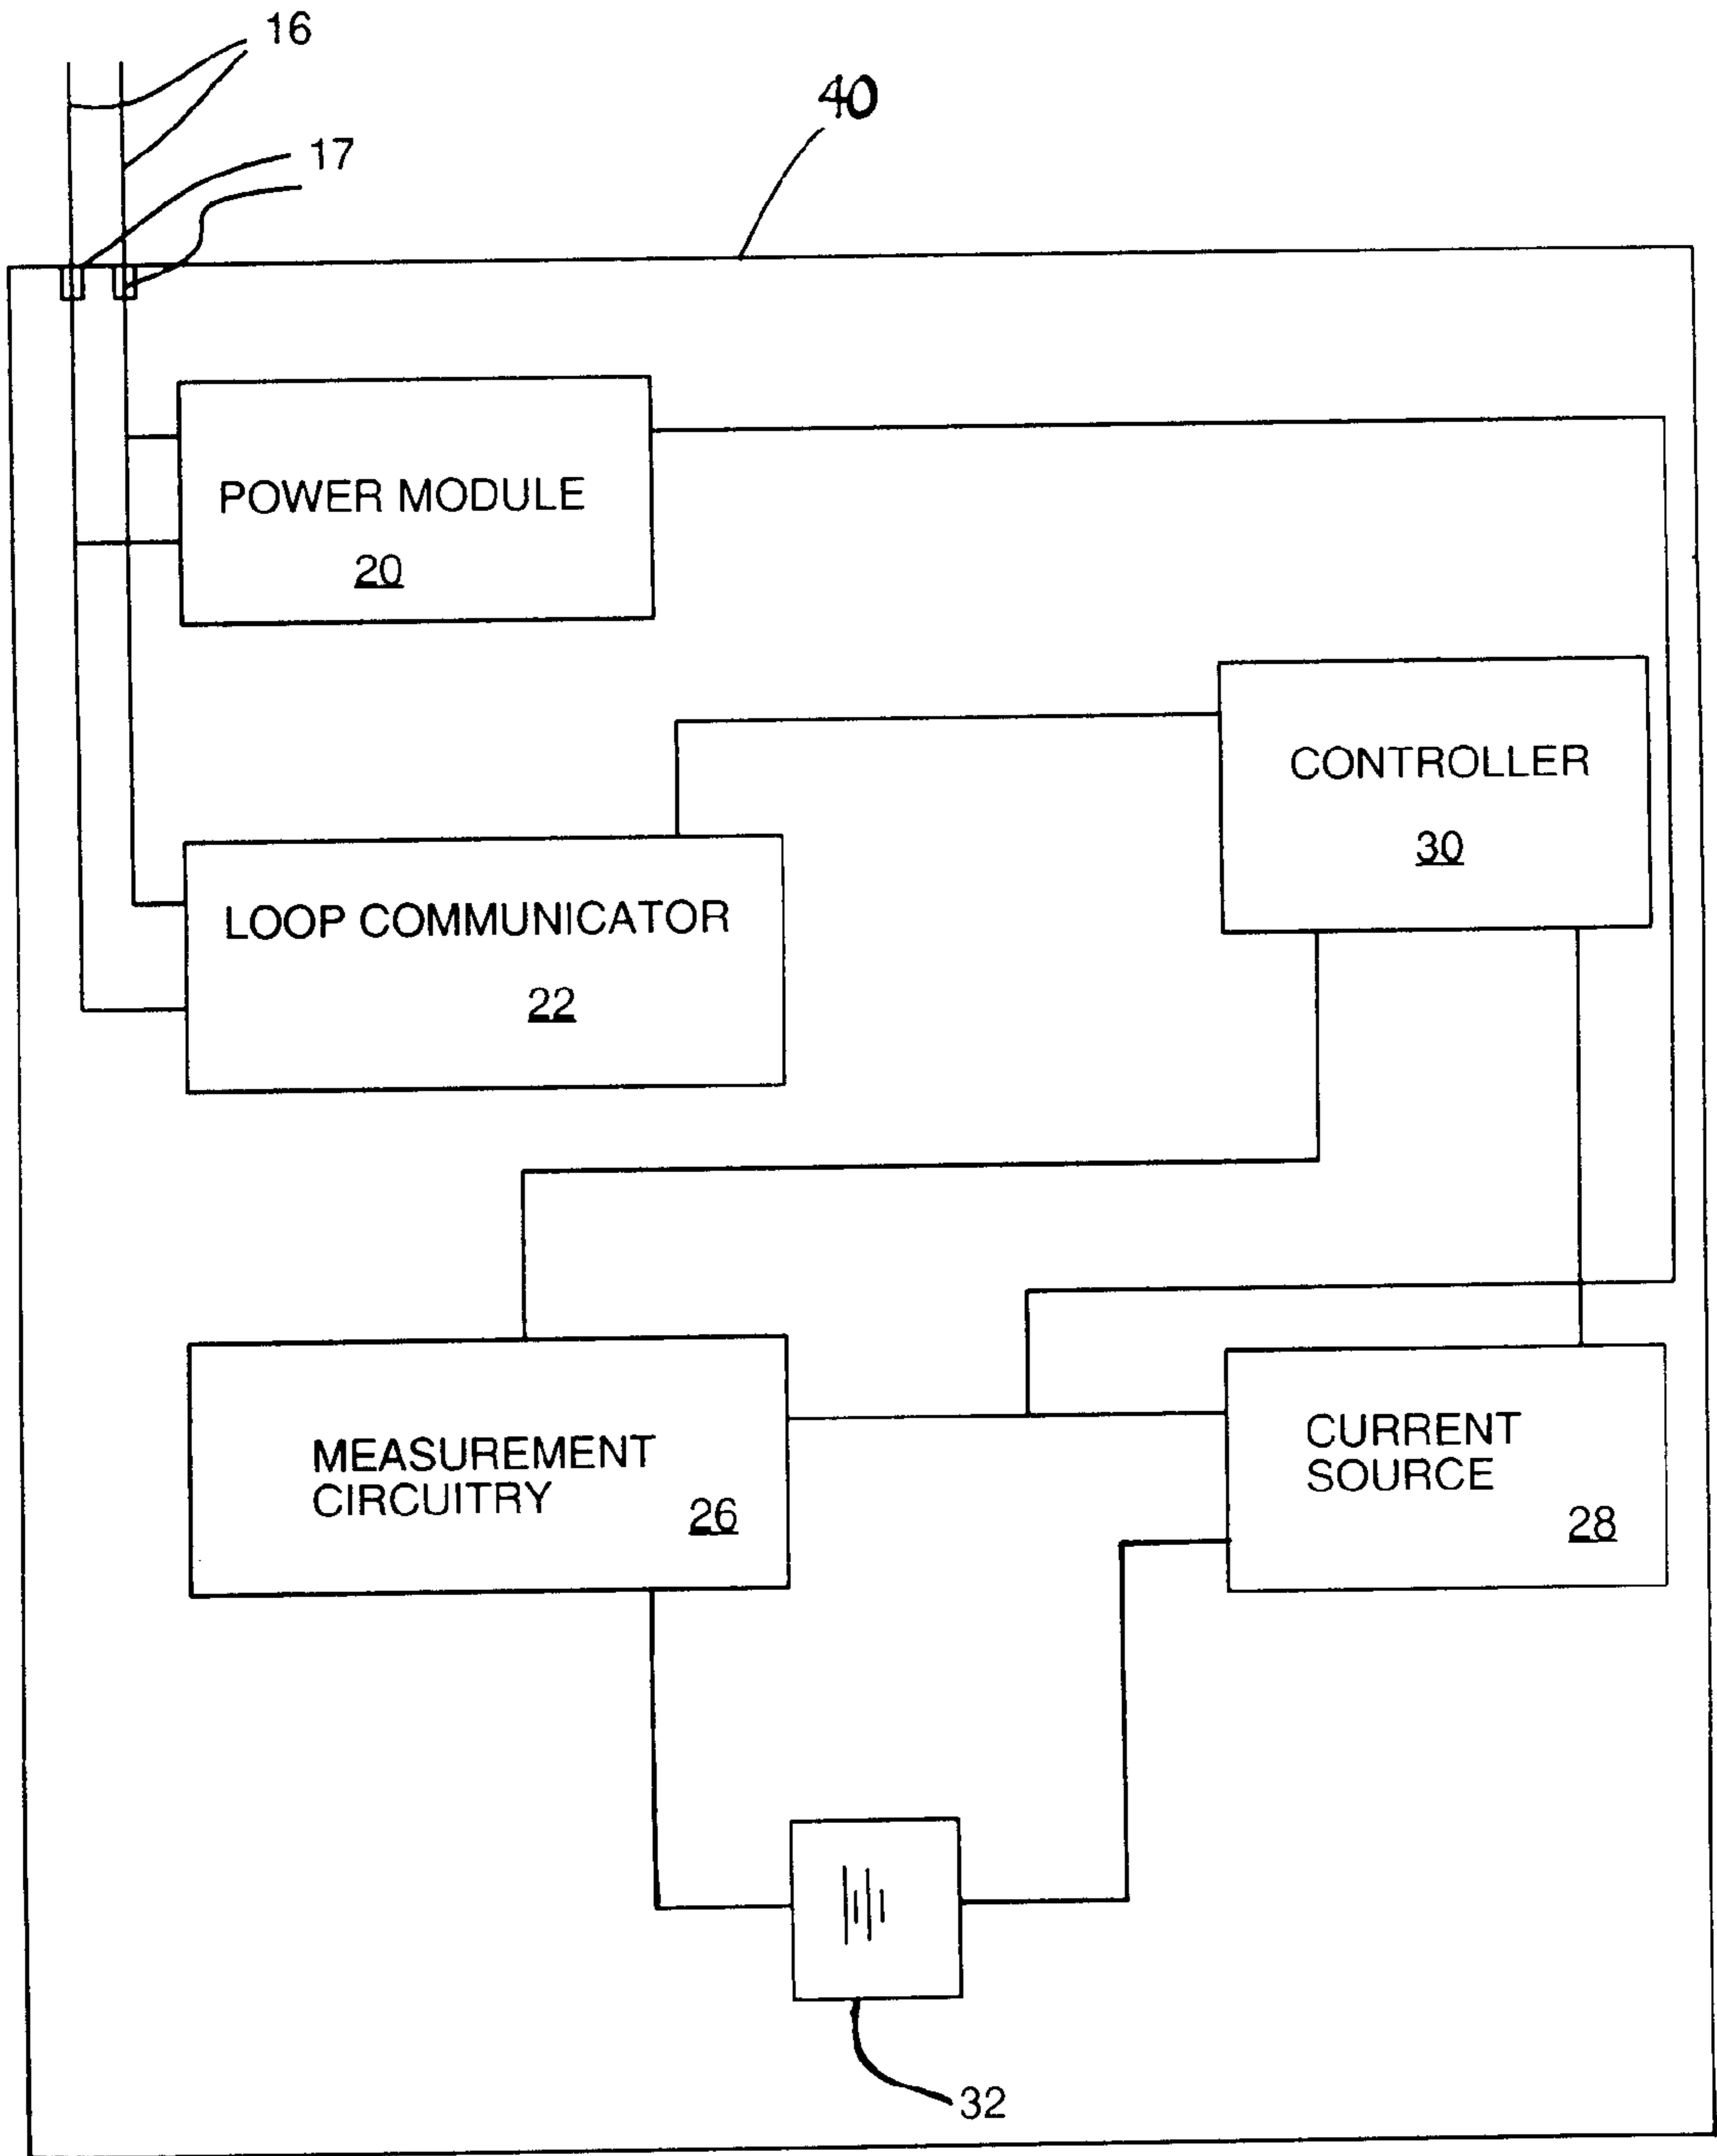 16
40
17
POWER MODULE
20
CONTROLLER
30
LOOP COMMUNICATOR
22
MEASUREMENT
CIRCUITRY
26
CURRENT
SOURCE
28
32